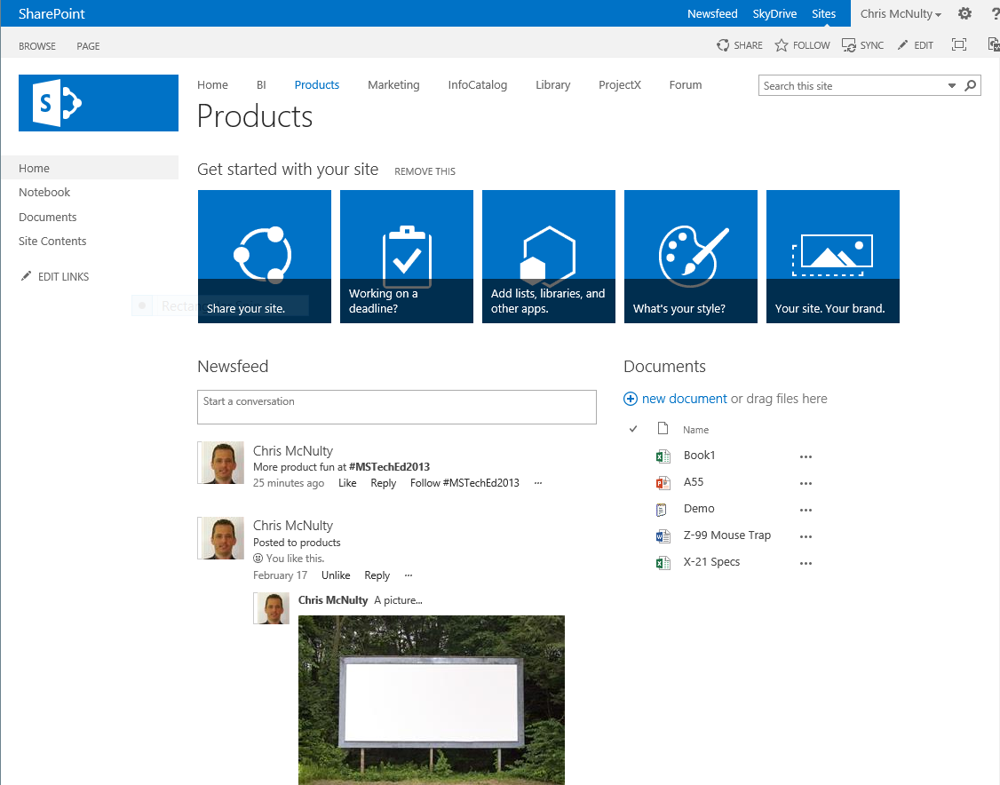 SharePoint
Newsfeed SkyDrive Sites Chris McNulty ?
BROWSE PAGE
SHARE FOLLOW SYNC EDIT
S
Home BI Products Marketing InfoCatalog Library ProjectX Forum
Search this site
Products
Home
Notebook
Documents
Site Contents
EDIT LINKS
Get started with your site REMOVE THIS
Share your site.
Working on a
deadline?
Add lists, libraries, and
other apps.
What's your style?
Your site. Your brand.
Newsfeed
Start a conversation
Chris McNulty
More product fun at #MSTechEd2013
25 minutes ago Like Reply Follow #MSTechEd2013 ...
Chris McNulty
Posted to products
You like this.
February 17 Unlike Reply ...
Chris McNulty A picture...
Documents
new document or drag files here
Name
Book1 ...
A55 ...
Demo ...
Z-99 Mouse Trap ...
X-21 Specs ...